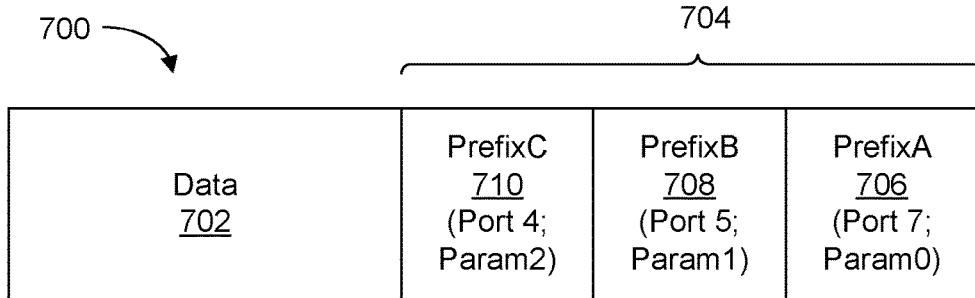 700
704
Data
702
PrefixC
710
(Port 4;
Param2)
PrefixB
708
(Port 5;
Param1)
PrefixA
706
(Port 7;
Param0)